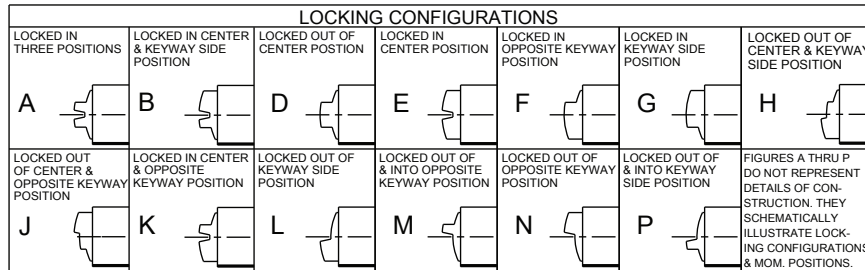 LOCKING CONFIGURATIONS
LOCKED IN
THREE POSITIONS
A
LOCKED IN CENTER
& KEYWAY SIDE
POSITION
B
LOCKED OUT OF
CENTER POSTION
D
LOCKED IN
CENTER POSITION
E
LOCKED IN
OPPOSITE KEYWAY
POSITION
F
LOCKED IN
KEYWAY SIDE
POSITION
G
LOCKED OUT OF
CENTER & KEYWAY
SIDE POSITION
H
LOCKED OUT
OF CENTER &
OPPOSITE KEYWAY
POSITION
J
LOCKED IN CENTER
& OPPOSITE
KEYWAY POSITION
K
LOCKED OUT OF
KEYWAY SIDE
POSITION
L
LOCKED OUT OF
& INTO OPPOSITE
KEYWAY POSITION
M
LOCKED OUT OF
OPPOSITE KEYWAY
POSITION
N
LOCKED OUT OF
& INTO KEYWAY
SIDE POSITION
P
FIGURES A THRU P
DO NOT REPRESENT
DETAILS OF CON-
STRUCTION. THEY
SCHEMATICALLY
ILLUSTRATE LOCK-
ING CONFIGURATIONS
& MOM. POSITIONS.